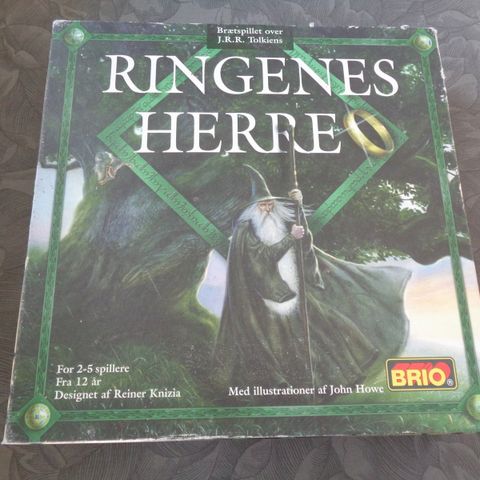 Brætspillet over
J.R.R. Tolkiens
RINGENES
HERRE
For 2-5 spillere
Fra 12 år
Designet af Reiner Knizia
Med illustrationer af John Howe
BRIO®